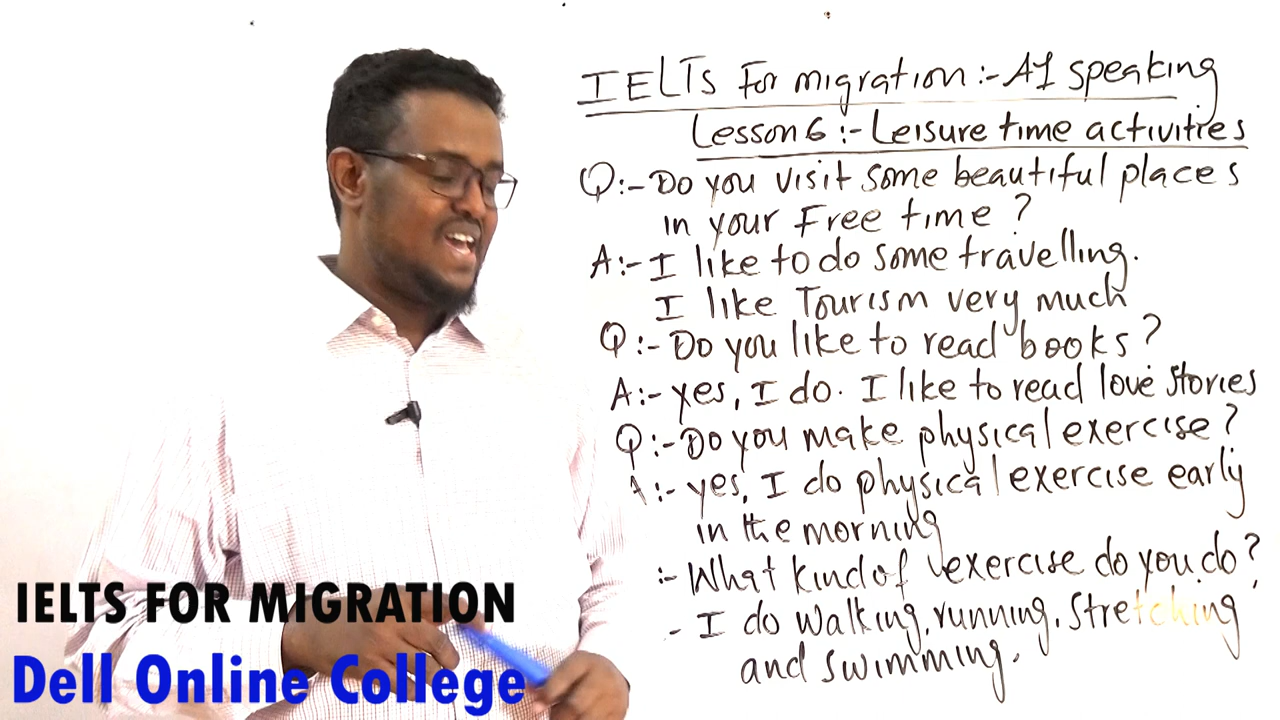 IELTS For migration :- A1 speaking
Lesson 6 :- Leisure time activities
Q:- Do you visit some beautiful places
in your Free time ?
A:- I like to do some travelling.
I like Tourism very much
Q:- Do you like to read books ?
A:- yes, I do. I like to read love stories
Q:- Do you make physical exercise ?
A:- yes, I do physical exercise early
in the morning
:- What kind of exercise do you do ?
- I do walking, running, stretching
and swimming.
IELTS FOR MIGRATION
Dell Online College